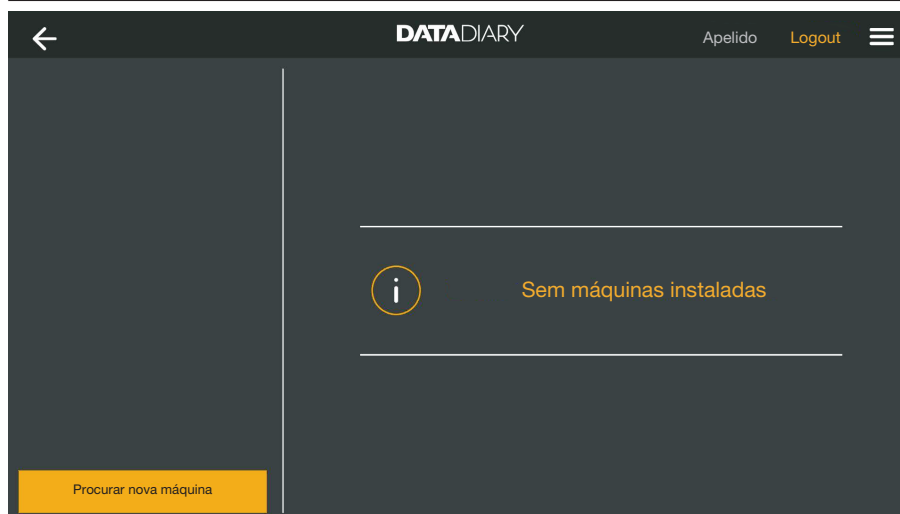 DATADIARY
Apelido
Logout
i
Sem máquinas instaladas
Procurar nova máquina